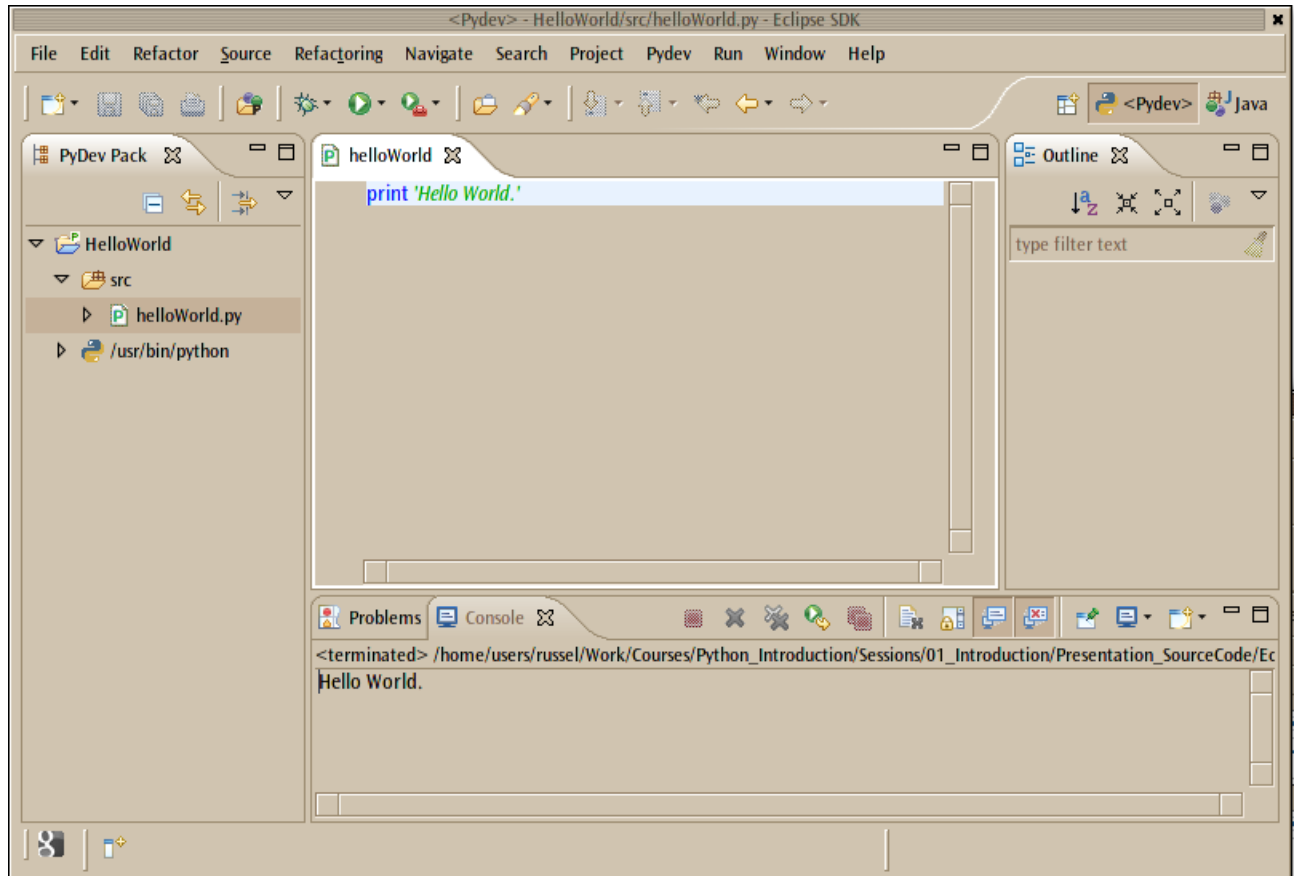 <Pydev> - HelloWorld/src/helloWorld.py - Eclipse SDK
File Edit Refactor Source Refactoring Navigate Search Project Pydev Run Window Help
<Pydev> Java
PyDev Pack
HelloWorld
src
helloWorld.py
/usr/bin/python
helloWorld
print 'Hello World.'
Outline
type filter text
Problems Console
<terminated> /home/users/russel/Work/Courses/Python_Introduction/Sessions/01_Introduction/Presentation_SourceCode/Ec
Hello World.